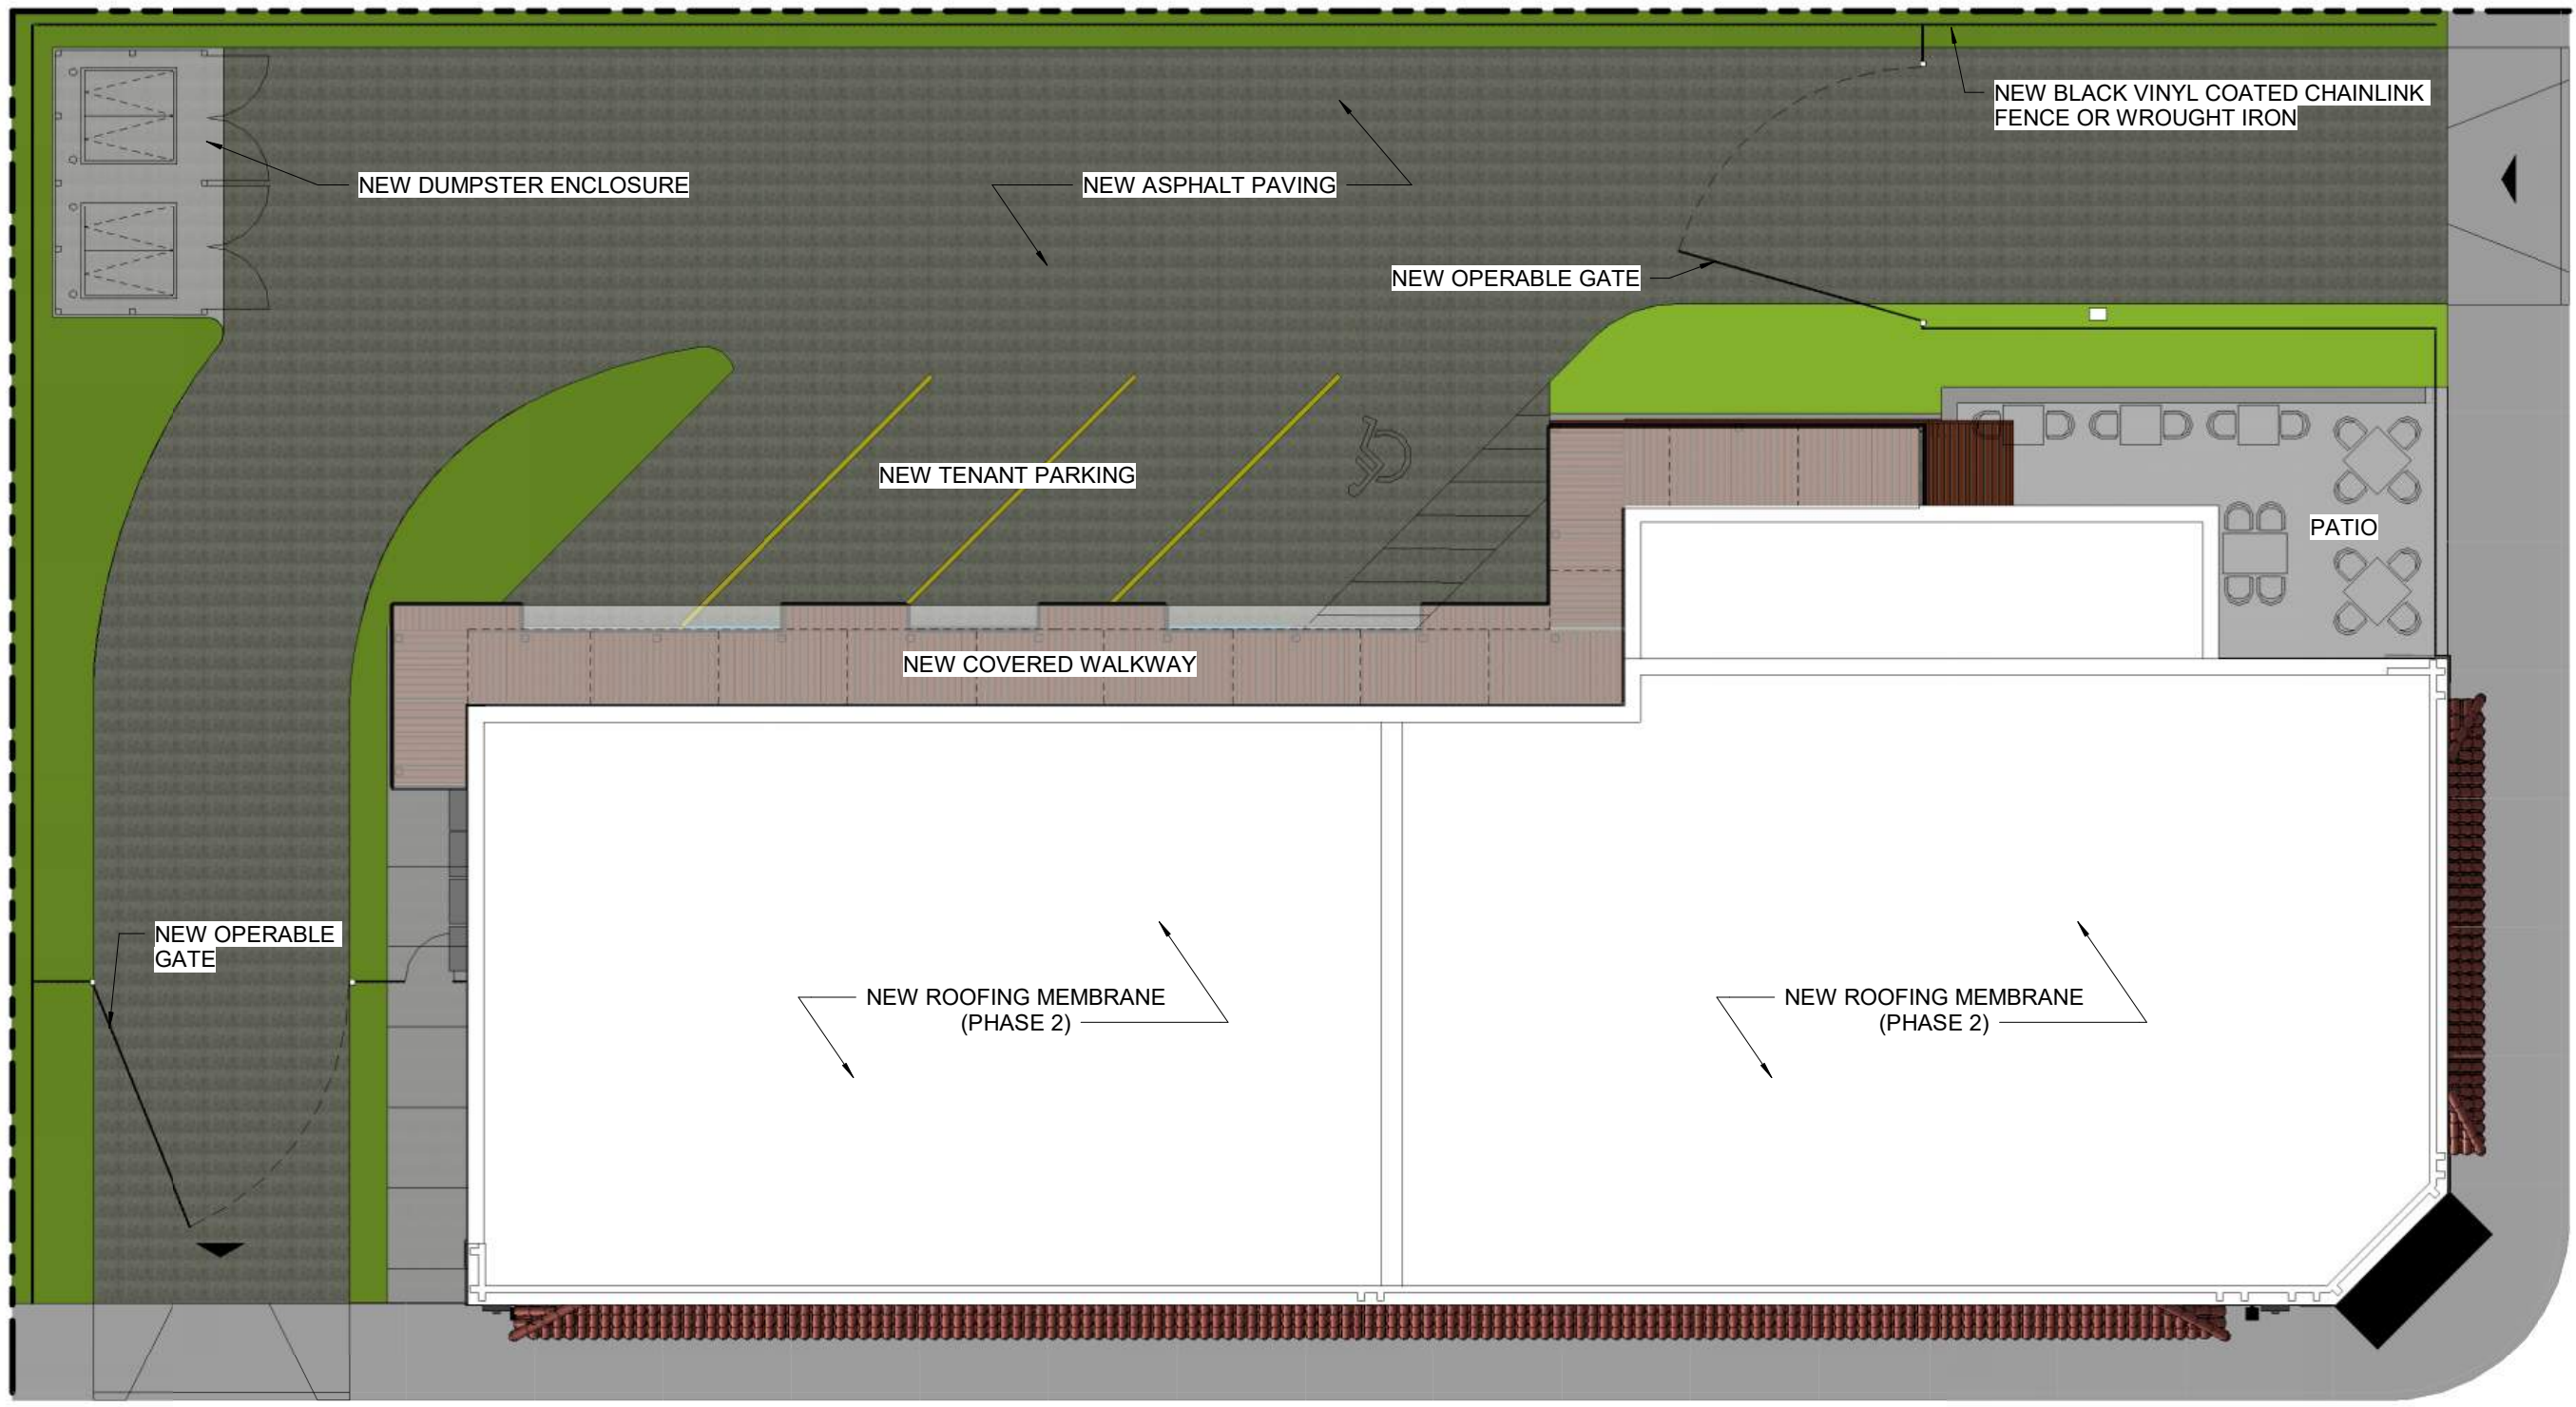 NEW BLACK VINYL COATED CHAINLINK
FENCE OR WROUGHT IRON
NEW DUMPSTER ENCLOSURE
NEW ASPHALT PAVING
NEW OPERABLE GATE
NEW TENANT PARKING
PATIO
NEW COVERED WALKWAY
NEW OPERABLE
GATE
NEW ROOFING MEMBRANE
(PHASE 2)
NEW ROOFING MEMBRANE
(PHASE 2)